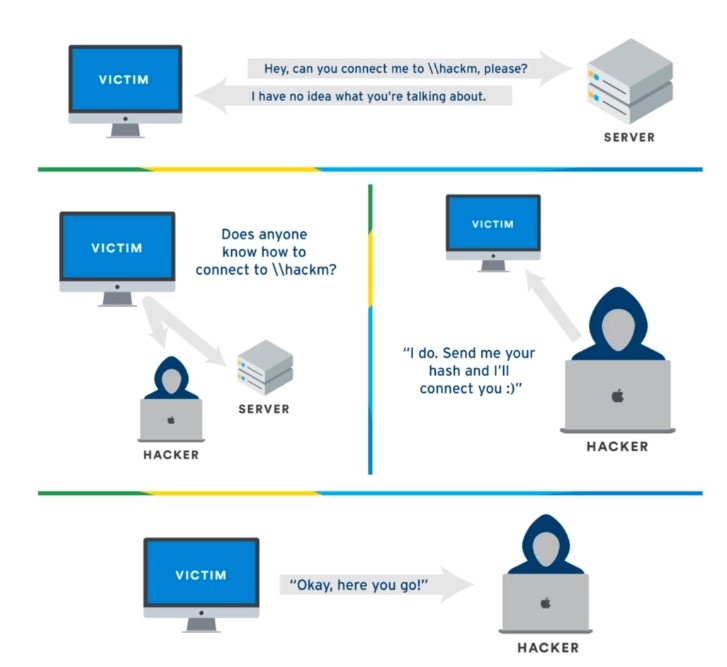 VICTIM
Hey, can you connect me to \\hackm, please?
I have no idea what you're talking about.
SERVER
VICTIM
Does anyone
know how to
connect to \\hackm?
HACKER
SERVER
VICTIM
"I do. Send me your
hash and I'll
connect you :)"
HACKER
VICTIM
"Okay, here you go!"
HACKER